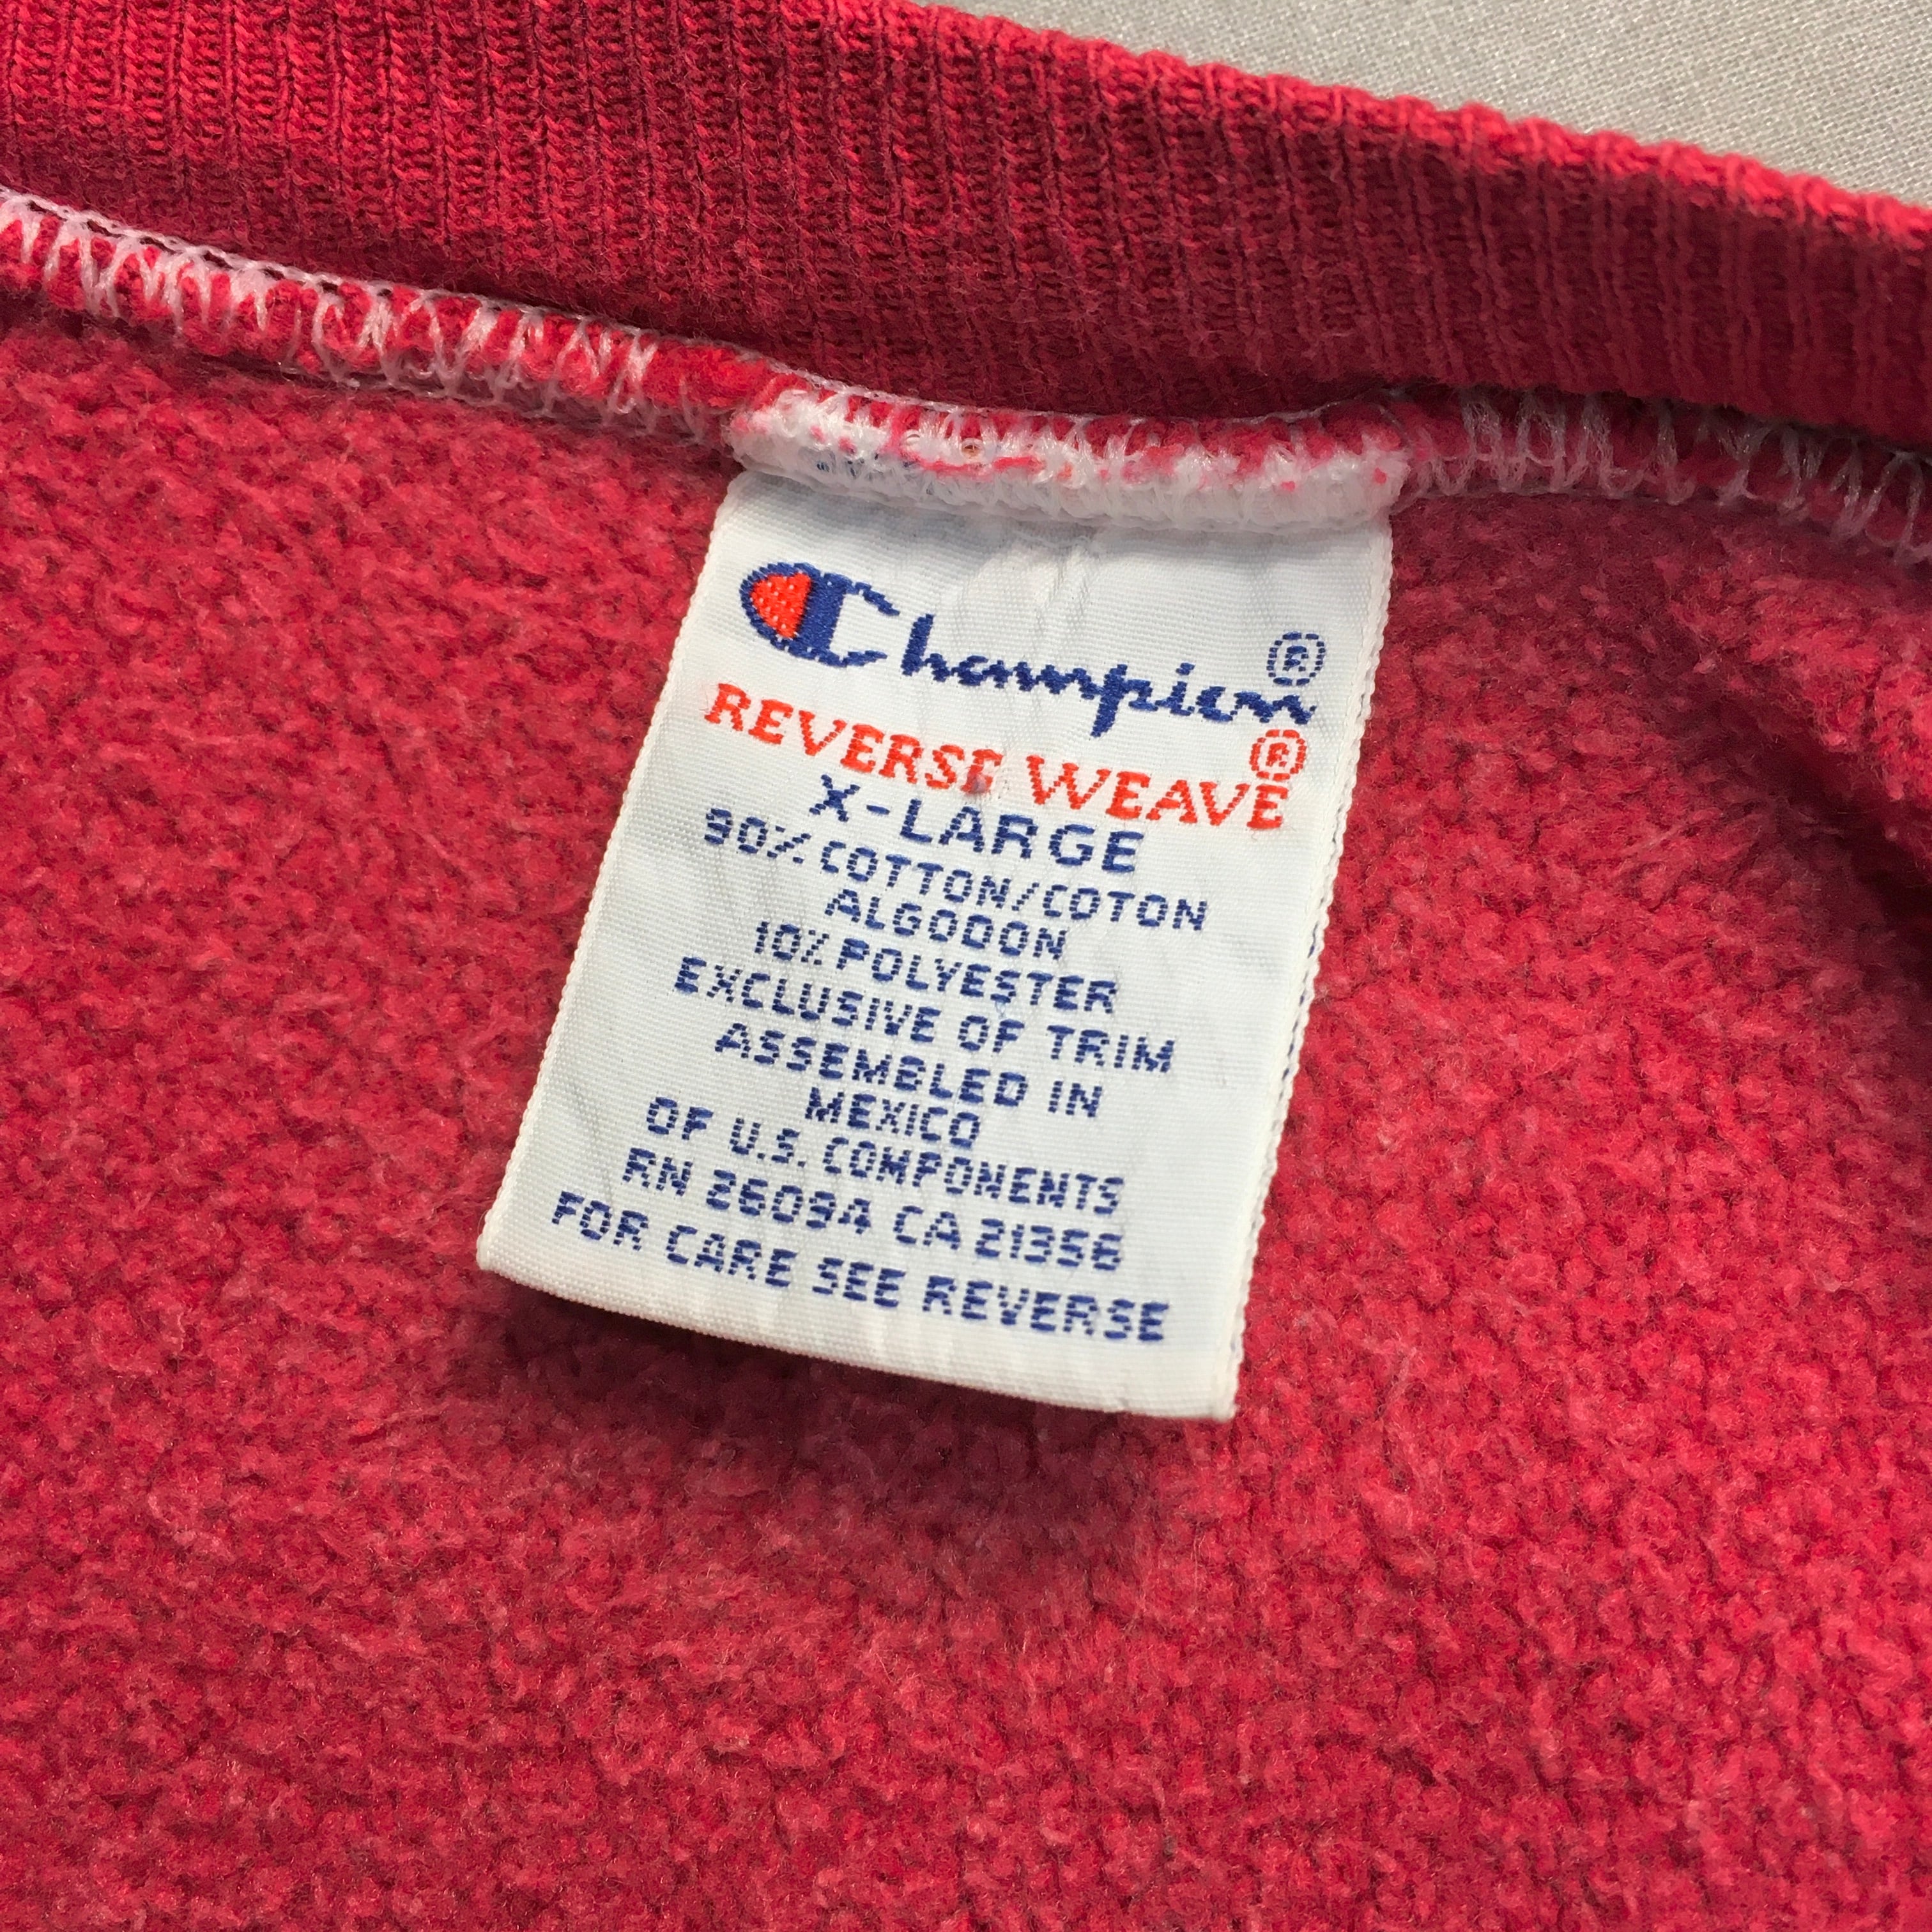 Champion®
REVERSE WEAVE®
X-LARGE
90% COTTON/COTON
ALGODON
10% POLYESTER
EXCLUSIVE OF TRIM
ASSEMBLED IN
MEXICO
OF U.S. COMPONENTS
RN 26094 CA 21356
FOR CARE SEE REVERSE